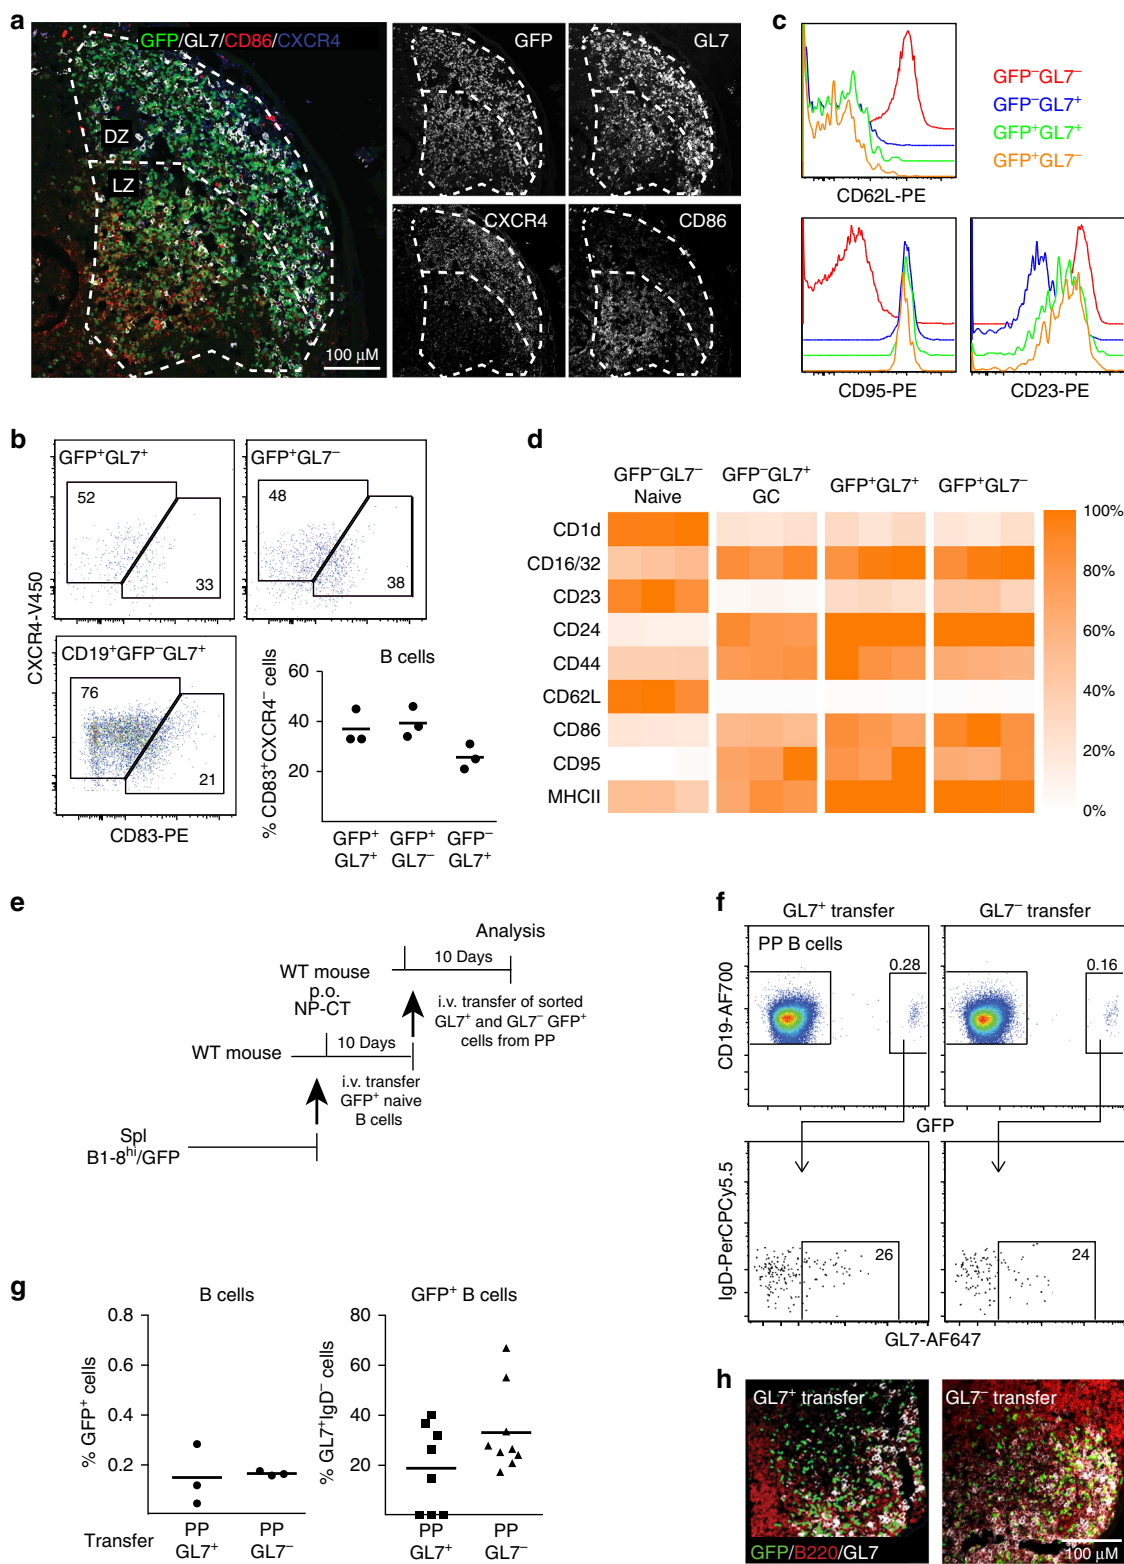 a
GFP/GL7/CD86/CXCR4
DZ
LZ
100 μM
GFP
GL7
CXCR4
CD86
c
GFP⁻GL7⁻
GFP⁻GL7⁺
GFP⁺GL7⁺
GFP⁺GL7⁻
CD62L-PE
CD95-PE
CD23-PE
b
GFP⁺GL7⁺
52
33
GFP⁺GL7⁻
48
38
CD19⁺GFP⁻GL7⁺
76
21
CXCR4-V450
CD83-PE
B cells
% CD83⁺CXCR4⁻ cells
60
40
20
GFP⁺ GFP⁺ GFP⁻
GL7⁺ GL7⁻ GL7⁺
d
GFP⁻GL7⁻
Naive
GFP⁻GL7⁺
GC
GFP⁺GL7⁺
GFP⁺GL7⁻
CD1d
CD16/32
CD23
CD24
CD44
CD62L
CD86
CD95
MHCII
100%
80%
60%
40%
20%
0%
e
Analysis
10 Days
WT mouse
p.o.
NP-CT
i.v. transfer of sorted
GL7⁺ and GL7⁻ GFP⁺
cells from PP
WT mouse
10 Days
i.v. transfer
GFP⁺ naive
B cells
Spl
B1-8ʰⁱ/GFP
f
GL7⁺ transfer
GL7⁻ transfer
PP B cells
0.28
0.16
CD19-AF700
GFP
IgD-PerCPCy5.5
26
24
GL7-AF647
g
B cells
% GFP⁺ cells
0.8
0.6
0.4
0.2
Transfer
PP PP
GL7⁺ GL7⁻
GFP⁺ B cells
% GL7⁺IgD⁻ cells
80
60
40
20
PP PP
GL7⁺ GL7⁻
h
GL7⁺ transfer
GL7⁻ transfer
GFP/B220/GL7
100 μM